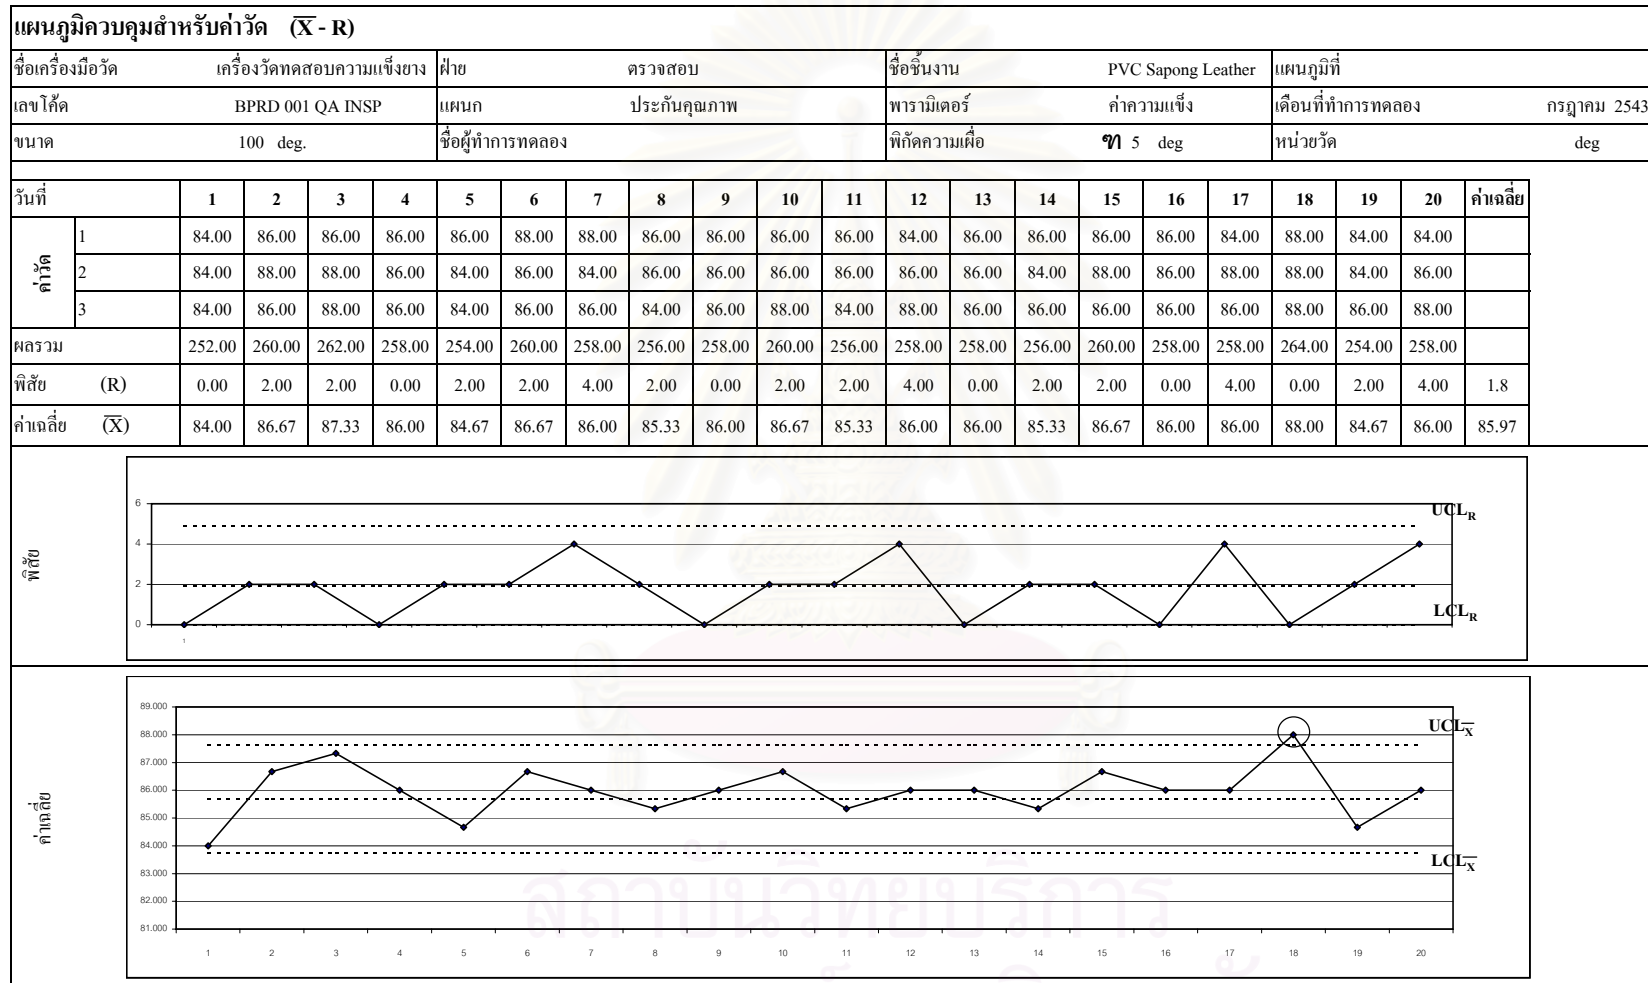 แผนภูมิควบคุมสำหรับค่าวัด (X̅ - R)
ชื่อเครื่องมือวัด เครื่องวัดทดสอบความแข็งยาง ฝ่าย ตรวจสอบ ชื่อชิ้นงาน PVC Sapong Leather แผนภูมิที่
เลขโค้ด BPRD 001 QA INSP แผนก ประกันคุณภาพ พารามิเตอร์ ค่าความแข็ง เดือนที่ทำการทดลอง กรฎาคม 2543
ขนาด 100 deg. ชื่อผู้ทำการทดลอง พิกัดความเผื่อ ฑ 5 deg หน่วยวัด deg
วันที่ 1 2 3 4 5 6 7 8 9 10 11 12 13 14 15 16 17 18 19 20 ค่าเฉลี่ย
ค่าวัด
1 84.00 86.00 86.00 86.00 86.00 88.00 88.00 86.00 86.00 86.00 86.00 84.00 86.00 86.00 86.00 86.00 84.00 88.00 84.00 84.00
2 84.00 88.00 88.00 86.00 84.00 86.00 84.00 86.00 86.00 86.00 86.00 86.00 86.00 84.00 88.00 86.00 88.00 88.00 84.00 86.00
3 84.00 86.00 88.00 86.00 84.00 86.00 86.00 84.00 86.00 88.00 84.00 88.00 86.00 86.00 86.00 86.00 86.00 88.00 86.00 88.00
ผลรวม 252.00 260.00 262.00 258.00 254.00 260.00 258.00 256.00 258.00 260.00 256.00 258.00 258.00 256.00 260.00 258.00 258.00 264.00 254.00 258.00
พิสัย (R) 0.00 2.00 2.00 0.00 2.00 2.00 4.00 2.00 0.00 2.00 2.00 4.00 0.00 2.00 2.00 0.00 4.00 0.00 2.00 4.00 1.8
ค่าเฉลี่ย (X̅) 84.00 86.67 87.33 86.00 84.67 86.67 86.00 85.33 86.00 86.67 85.33 86.00 86.00 85.33 86.67 86.00 86.00 88.00 84.67 86.00 85.97
พิสัย
6
UCL_R
4
2
LCL_R
0
1
ค่าเฉลี่ย
89.000
UCL_X̅
88.000
87.000
86.000
85.000
84.000
LCL_X̅
83.000
82.000
81.000
1 2 3 4 5 6 7 8 9 10 11 12 13 14 15 16 17 18 19 20
สถาบันวิทยบริการ